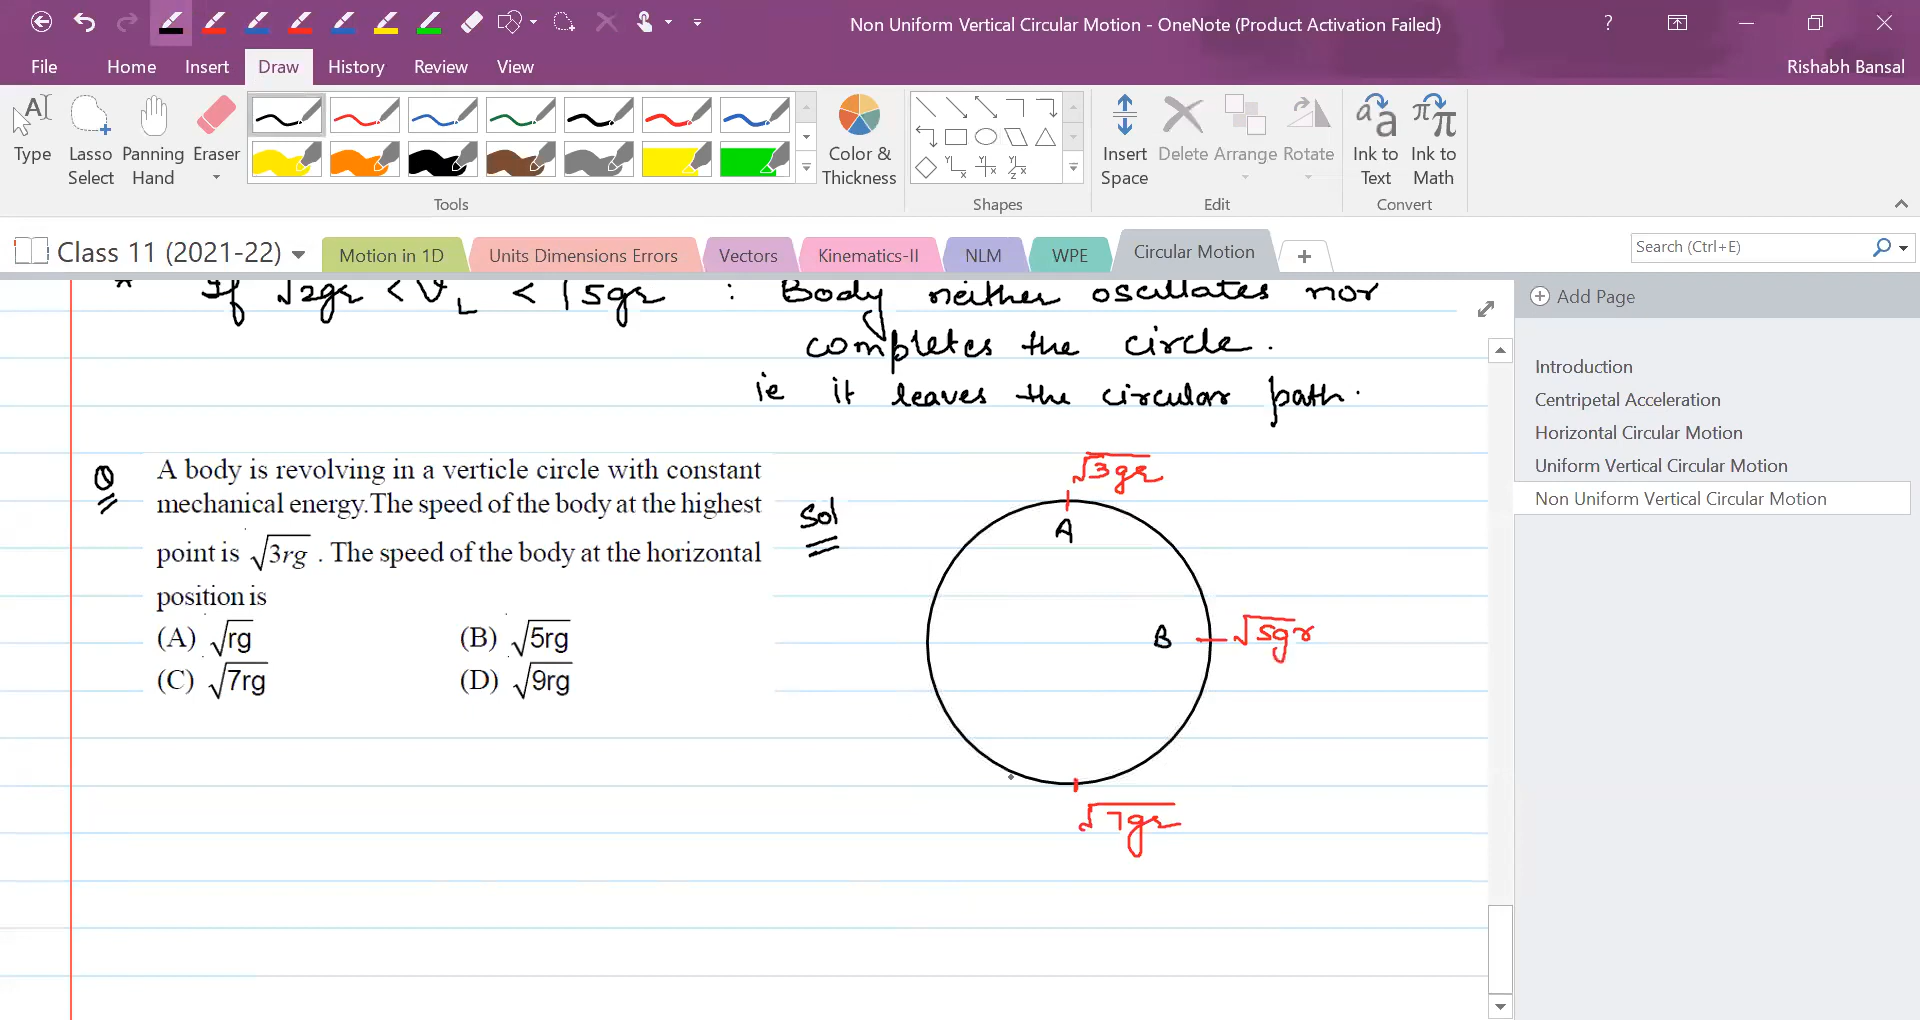 Non Uniform Vertical Circular Motion - OneNote (Product Activation Failed)
?
File Home Insert Draw History Review View
Rishabh Bansal
Type
Lasso Select
Panning Hand
Eraser
Color & Thickness
Insert Space
Delete
Arrange
Rotate
Ink to Text
Ink to Math
Tools
Shapes
Edit
Convert
Class 11 (2021-22)
Motion in 1D
Units Dimensions Errors
Vectors
Kinematics-II
NLM
WPE
Circular Motion
+
Search (Ctrl+E)
Add Page
Introduction
Centripetal Acceleration
Horizontal Circular Motion
Uniform Vertical Circular Motion
Non Uniform Vertical Circular Motion
* If √2gr < V_L < √5gr : Body neither oscillates nor
completes the circle.
ie it leaves the circular path.
Q
A body is revolving in a verticle circle with constant
mechanical energy. The speed of the body at the highest
point is √3rg . The speed of the body at the horizontal
position is
(A) √rg (B) √5rg
(C) √7rg (D) √9rg
Sol
√3gr
A
B
√5gr
√7gr